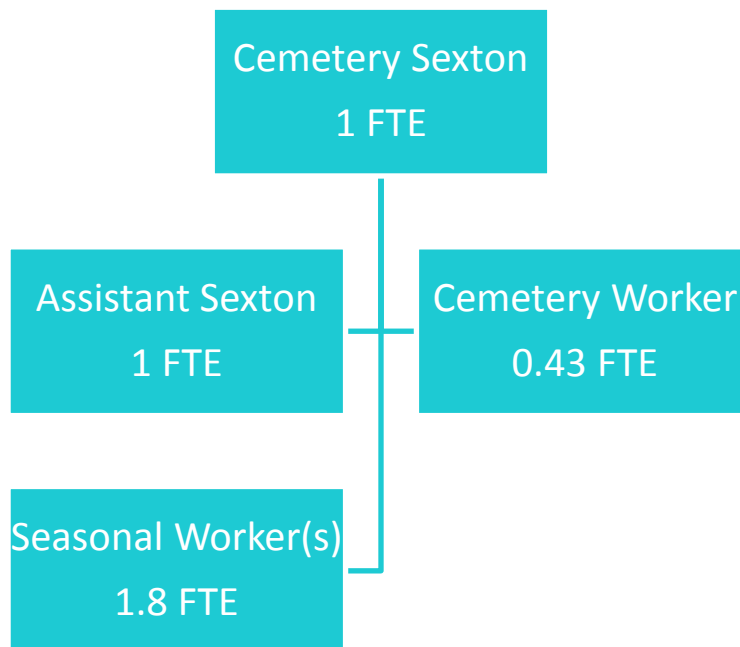 Cemetery Sexton
1 FTE
Assistant Sexton
1 FTE
Cemetery Worker
0.43 FTE
Seasonal Worker(s)
1.8 FTE